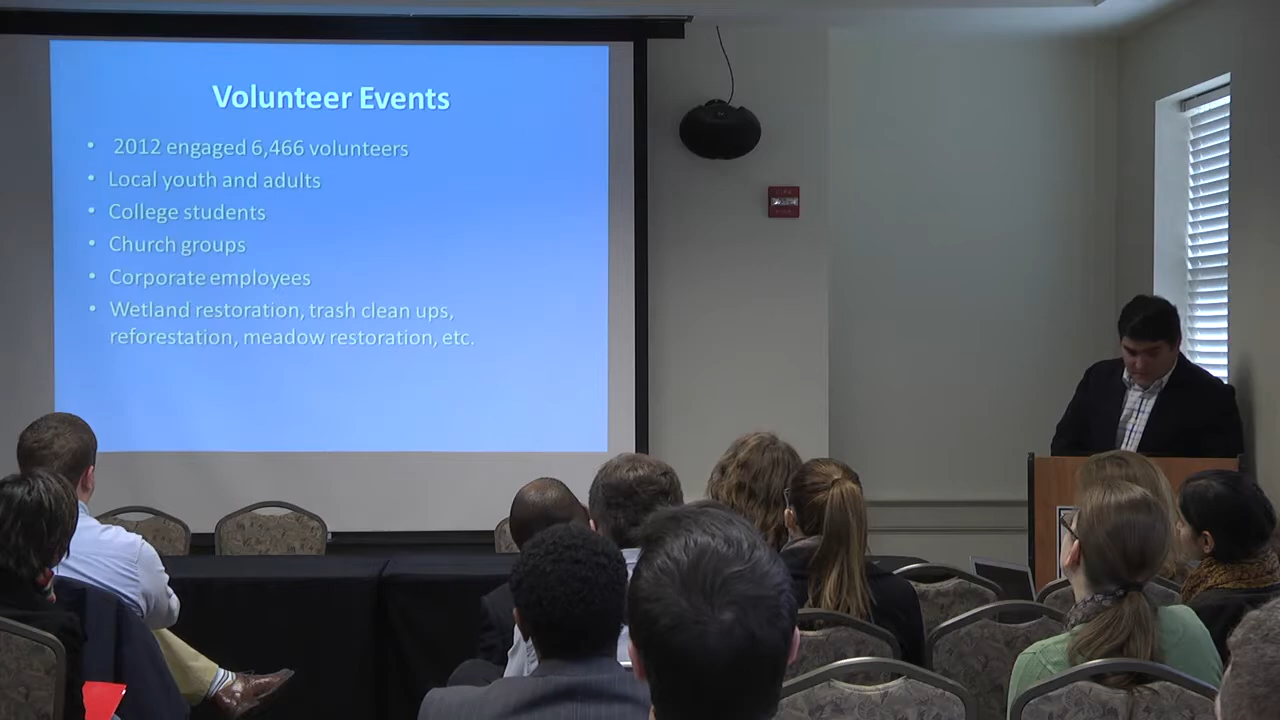 Volunteer Events
• 2012 engaged 6,466 volunteers
• Local youth and adults
• College students
• Church groups
• Corporate employees
• Wetland restoration, trash clean ups,
reforestation, meadow restoration, etc.